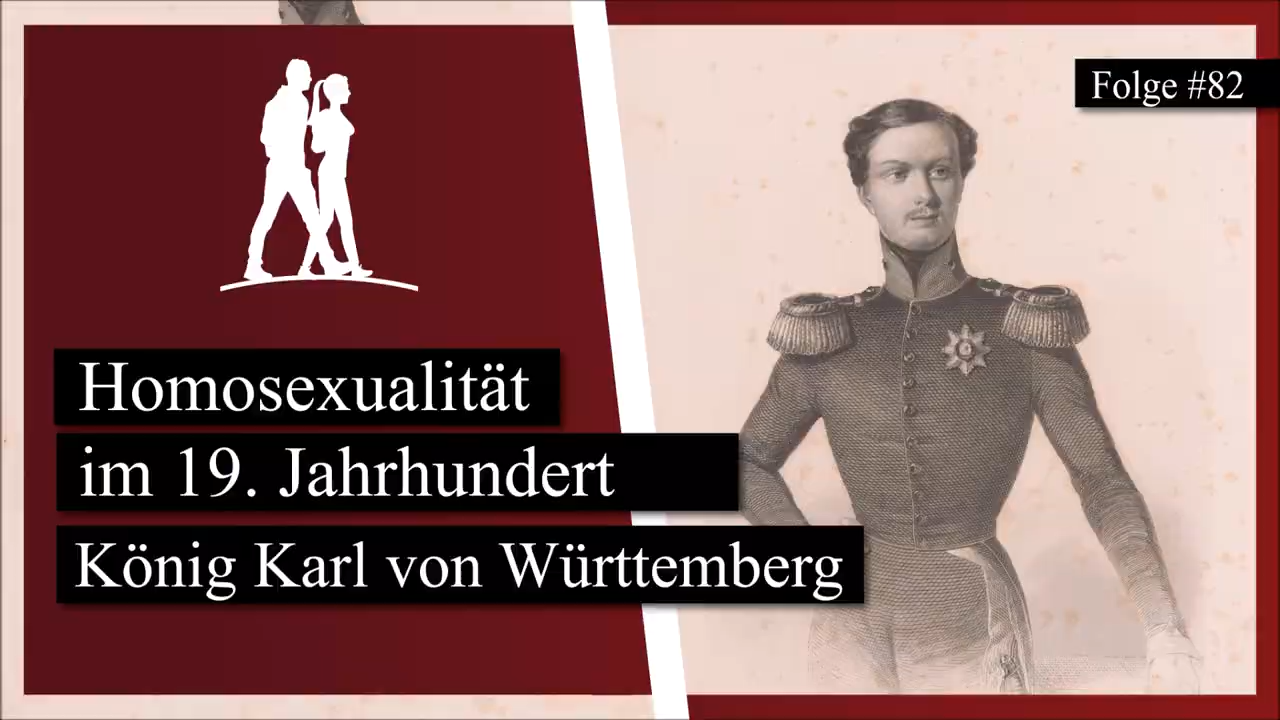 Folge #82
Homosexualität
im 19. Jahrhundert
König Karl von Württemberg